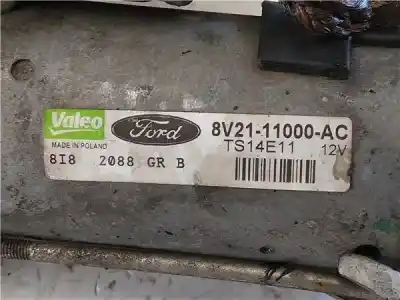 Valeo Ford 8V21-11000-AC
MADE IN POLAND TS14E11 12V
8I8 2088 GR B